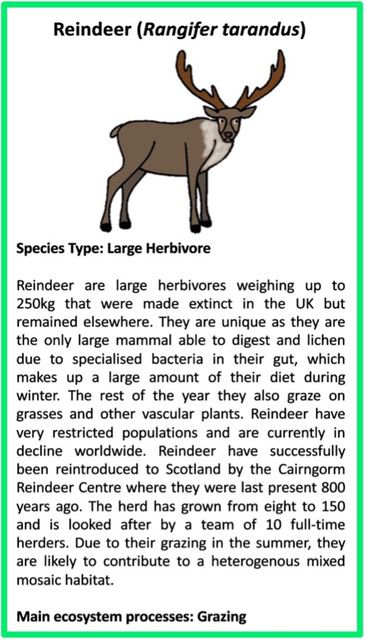 Reindeer (Rangifer tarandus)
Species Type: Large Herbivore
Reindeer are large herbivores weighing up to
250kg that were made extinct in the UK but
remained elsewhere. They are unique as they are
the only large mammal able to digest and lichen
due to specialised bacteria in their gut, which
makes up a large amount of their diet during
winter. The rest of the year they also graze on
grasses and other vascular plants. Reindeer have
very restricted populations and are currently in
decline worldwide. Reindeer have successfully
been reintroduced to Scotland by the Cairngorm
Reindeer Centre where they were last present 800
years ago. The herd has grown from eight to 150
and is looked after by a team of 10 full-time
herders. Due to their grazing in the summer, they
are likely to contribute to a heterogenous mixed
mosaic habitat.
Main ecosystem processes: Grazing